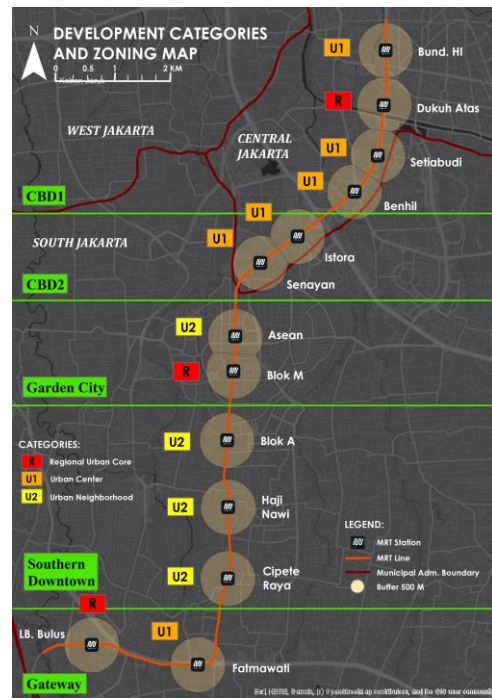 DEVELOPMENT CATEGORIES
AND ZONING MAP
N
0 0.5 1 2 KM
WEST JAKARTA
CENTRAL
JAKARTA
U1
Bund. HI
R
Dukuh Atas
U1
Setiabudi
U1
Benhil
CBD1
SOUTH JAKARTA
U1
Istora
U1
Senayan
CBD2
U2
Asean
R
Blok M
Garden City
U2
Blok A
CATEGORIES:
R Regional Urban Core
U1 Urban Center
U2 Urban Neighborhood
U2
Haji
Nawi
LEGEND:
MRT Station
MRT Line
Municipal Adm. Boundary
Buffer 500 M
U2
Cipete
Raya
Southern
Downtown
R
LB. Bulus
U1
Fatmawati
Gateway